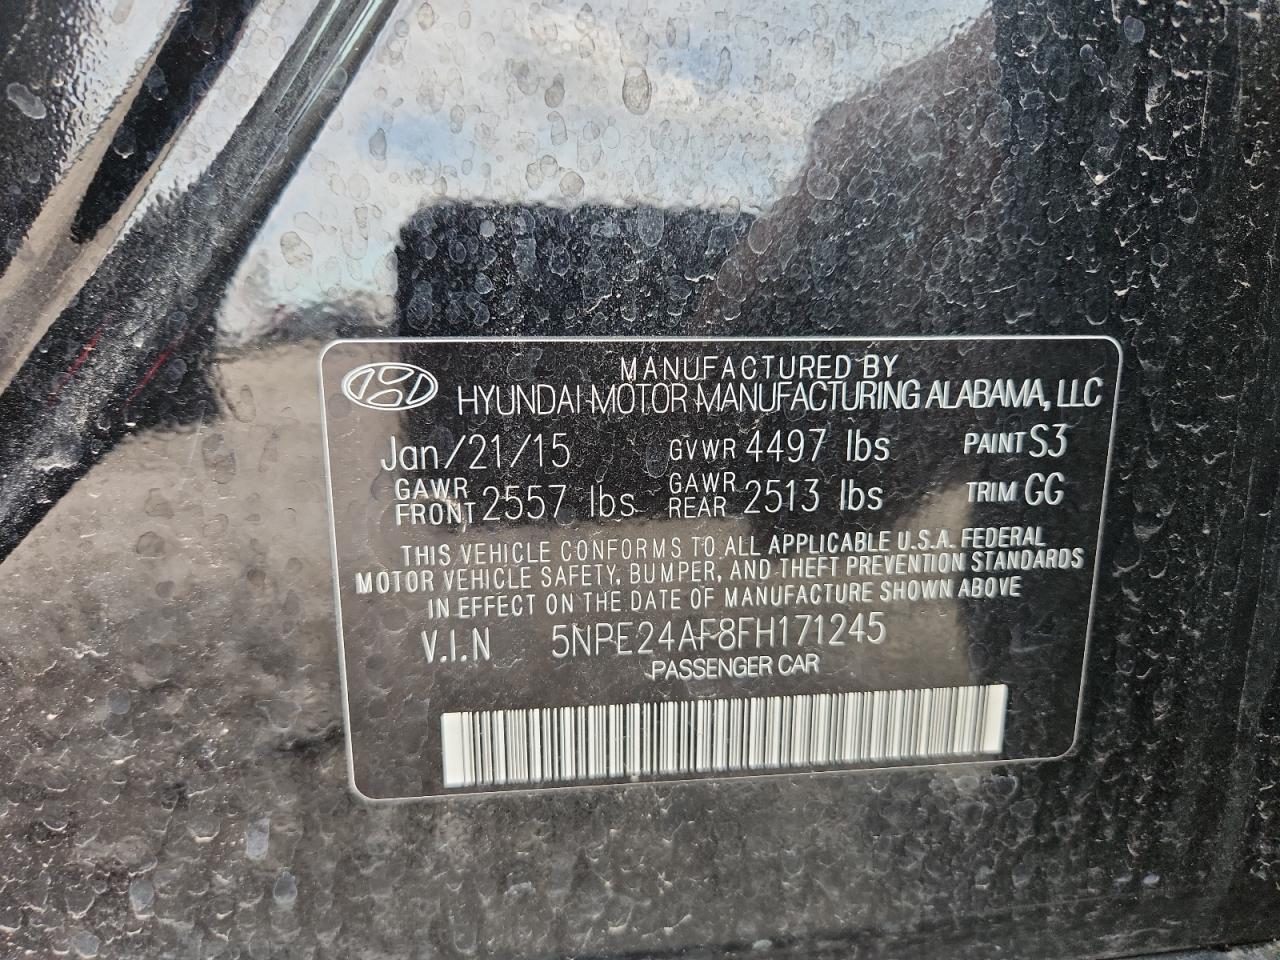 MANUFACTURED BY
HYUNDAI MOTOR MANUFACTURING ALABAMA, LLC
Jan/21/15 GVWR 4497 lbs PAINT S3
GAWR FRONT 2557 lbs GAWR REAR 2513 lbs TRIM GG
THIS VEHICLE CONFORMS TO ALL APPLICABLE U.S.A. FEDERAL
MOTOR VEHICLE SAFETY, BUMPER, AND THEFT PREVENTION STANDARDS
IN EFFECT ON THE DATE OF MANUFACTURE SHOWN ABOVE
V.I.N 5NPE24AF8FH171245
PASSENGER CAR